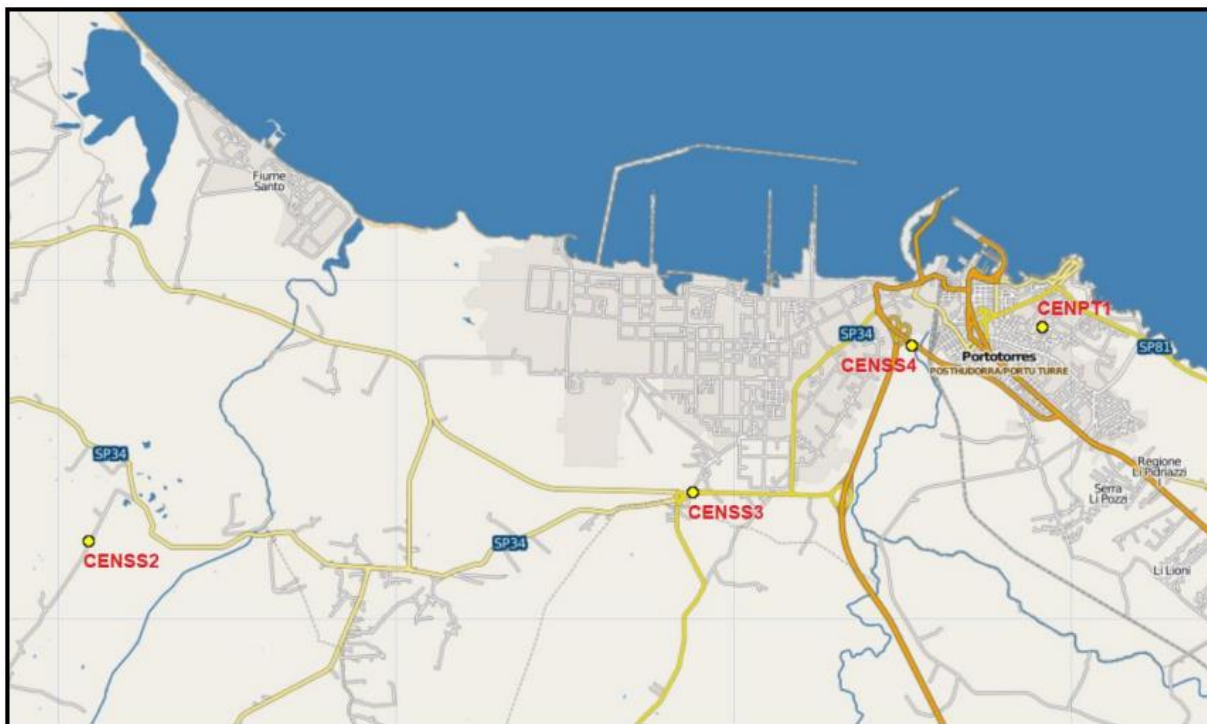 Fiume
Santo
CENPT1
SP34
SP81
CENSS4
Portotorres
POSTHUDORRA/PORTU TURRE
SP34
Regione
Li Pidriazzi
Serra
Li Pozzi
CENSS3
SP34
CENSS2
Li Lioni